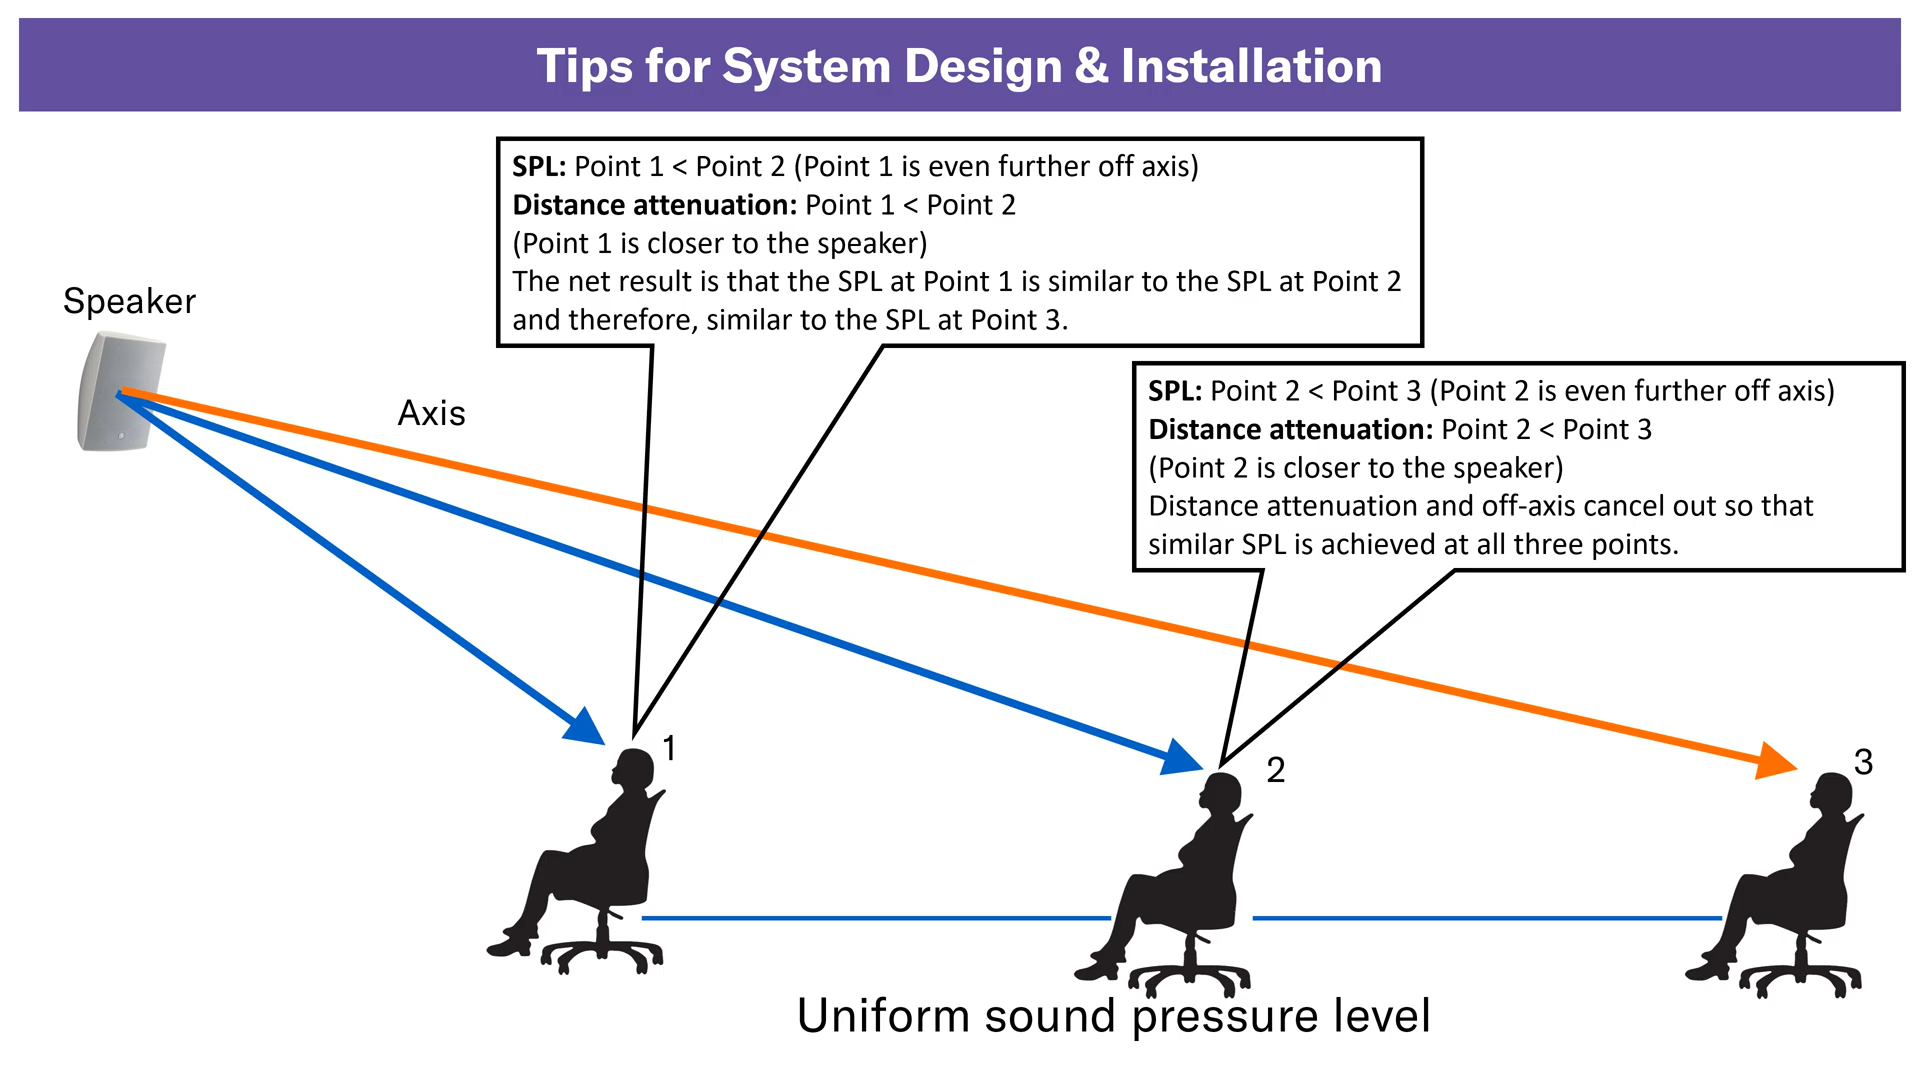 Tips for System Design & Installation
SPL: Point 1 < Point 2 (Point 1 is even further off axis)
Distance attenuation: Point 1 < Point 2
(Point 1 is closer to the speaker)
The net result is that the SPL at Point 1 is similar to the SPL at Point 2
and therefore, similar to the SPL at Point 3.
Speaker
Axis
SPL: Point 2 < Point 3 (Point 2 is even further off axis)
Distance attenuation: Point 2 < Point 3
(Point 2 is closer to the speaker)
Distance attenuation and off-axis cancel out so that
similar SPL is achieved at all three points.
1
2
3
Uniform sound pressure level